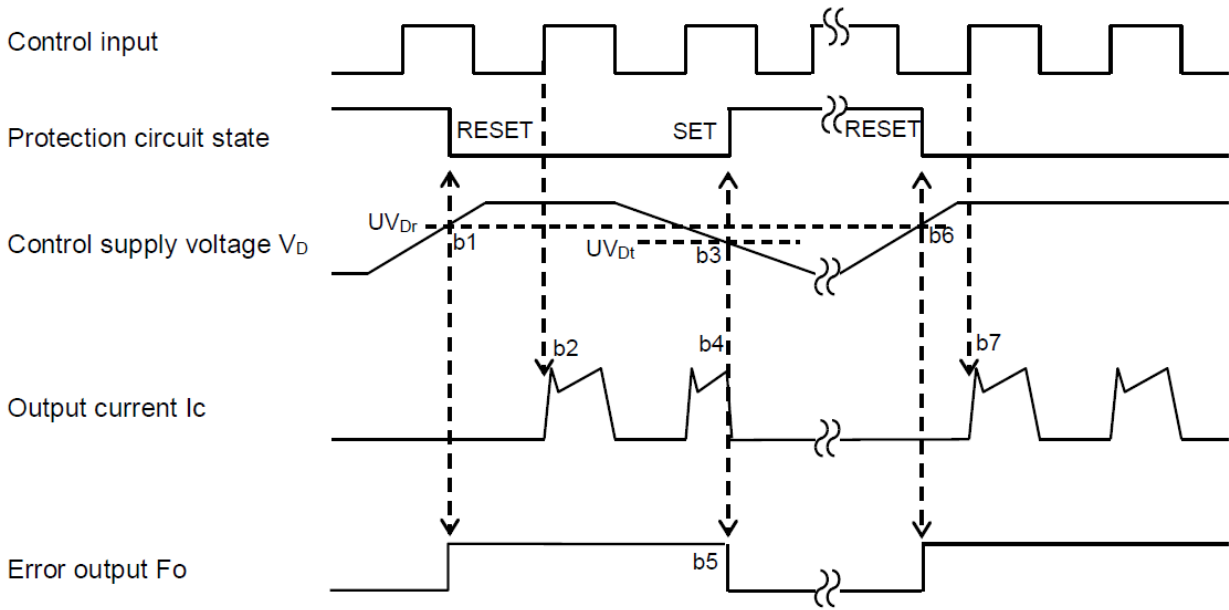 Control input
Protection circuit state
RESET
SET
RESET
Control supply voltage VD
UVDr
b1
UVDt
b3
b6
Output current Ic
b2
b4
b7
Error output Fo
b5